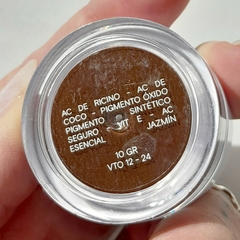 AC DE RICINO - AC DE
COCO - PIGMENTO ÓXIDO
PIGMENTO SINTÉTICO
SEGURO VIT E - AC
ESENCIAL JAZMÍN
10 GR
VTO 12 - 24